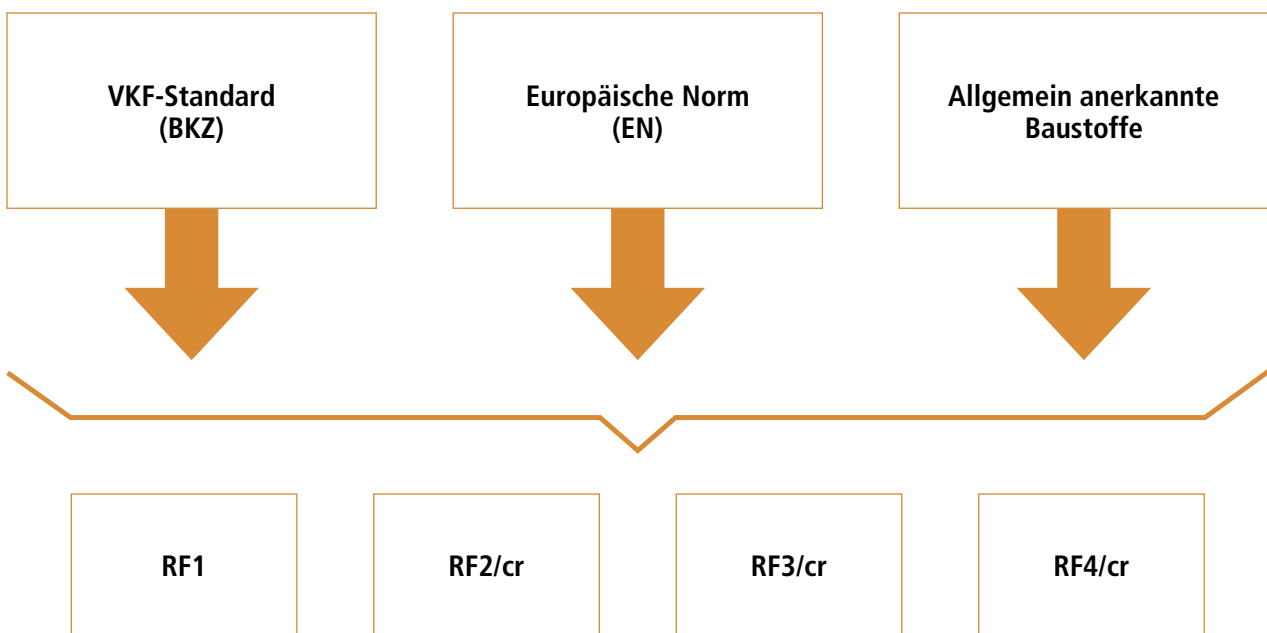 VKF-Standard
(BKZ)
Europäische Norm
(EN)
Allgemein anerkannte
Baustoffe
RF1
RF2/cr
RF3/cr
RF4/cr